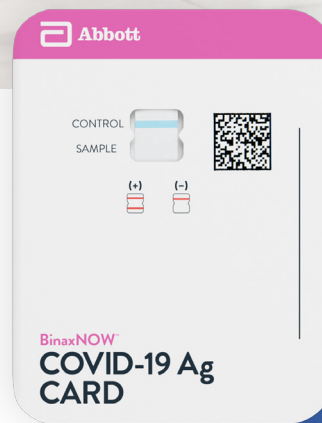 Abbott
CONTROL
SAMPLE
(+) (-)
BinaxNOW™
COVID-19 Ag
CARD